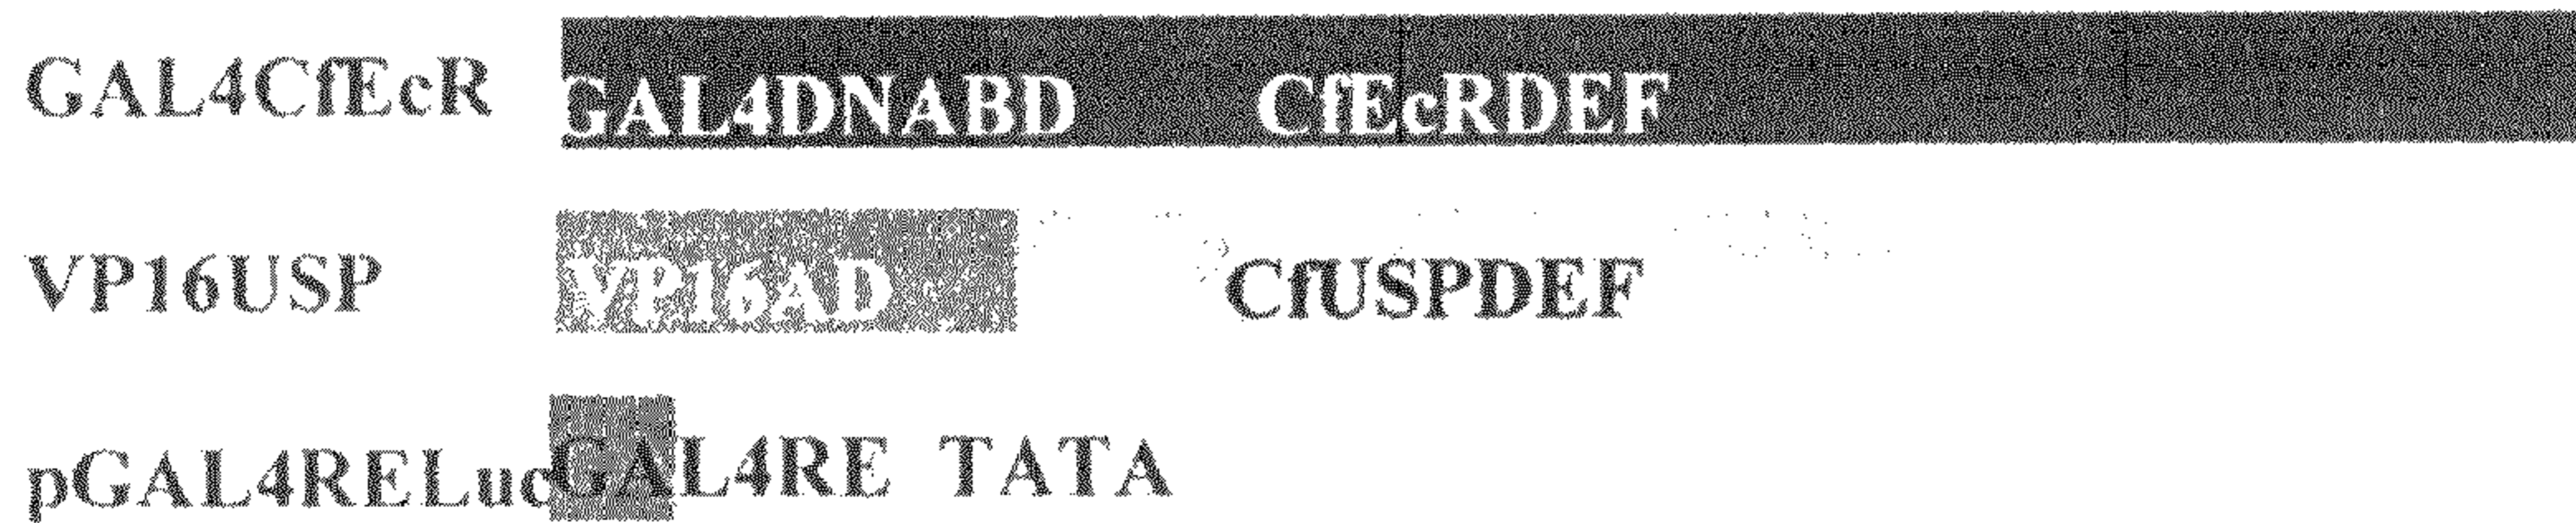 GAL4CfEcR GAL4DNABD CfEcRDEF
VP16USP VP16AD CfUSPDEF
pGAL4RELuc GAL4RE TATA